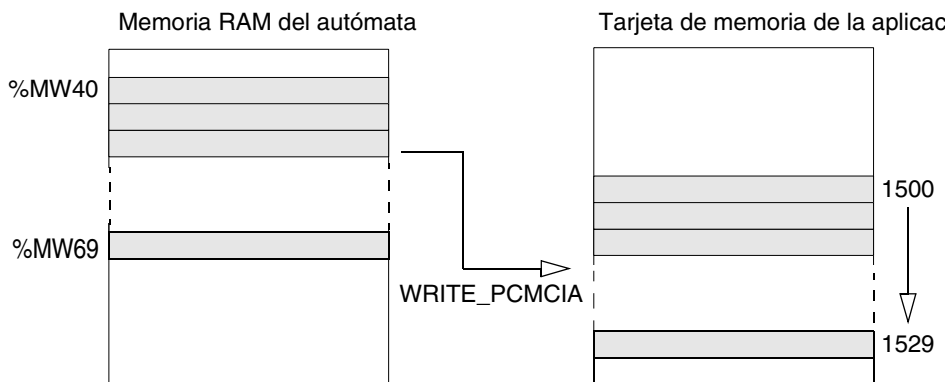 Memoria RAM del autómata
Tarjeta de memoria de la aplicac
%MW40
1500
%MW69
WRITE_PCMCIA
1529